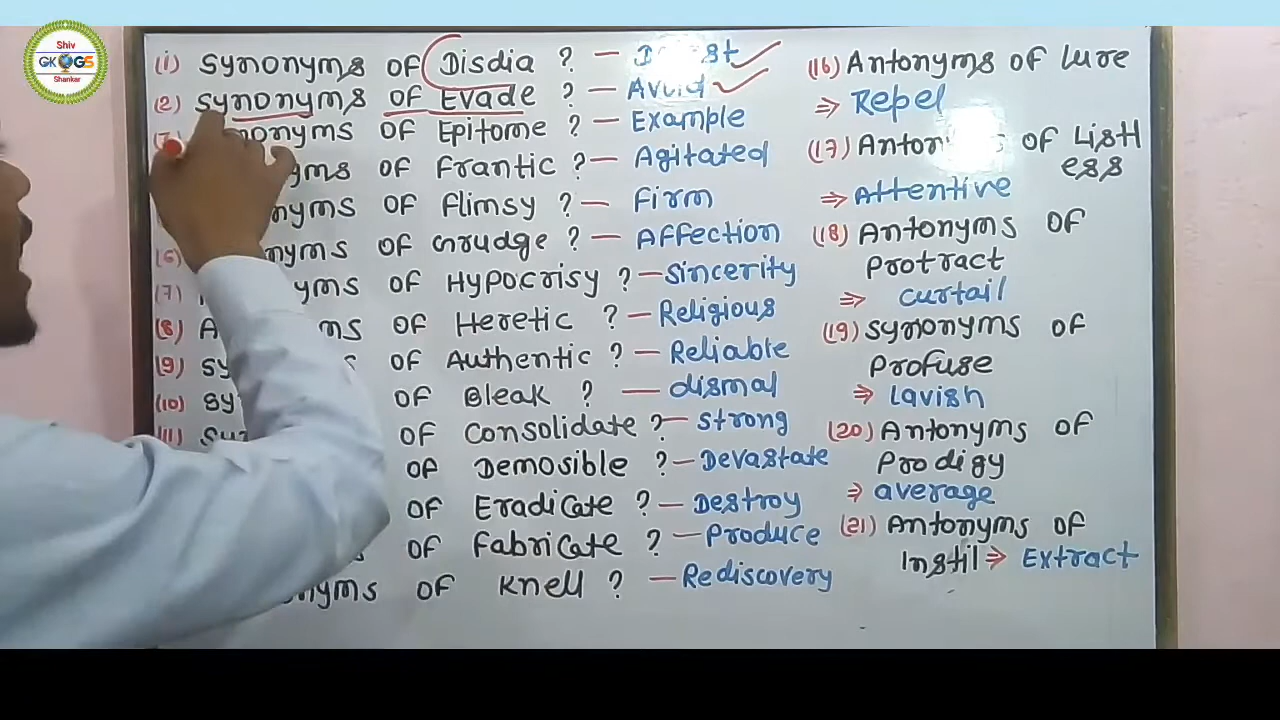 Shiv
GK GS
Shankar
(1) Synonyms of Disdia ? –
(2) Synonyms of Evade ? – Avoid
of Epitome ? – Example
of Frantic ? – Agitated
of Flimsy ? – Firm
(6) of Grudge ? – Affection
(7) of Hypocrisy ? – Sincerity
(8) of Heretic ? – Religious
(9) of Authentic ? – Reliable
(10) of Bleak ? – dismal
(11) of Consolidate ? – strong
of Demosible ? – Devastate
of Eradicate ? – Destroy
of Fabricate ? – Produce
of Knell ? – Rediscovery
(16) Antonyms of Lure
⇒ Repel
(17) of Listl
ess
⇒ Attentive
(18) Antonyms of
Protract
⇒ curtail
(19) Synonyms of
Profuse
⇒ Lavish
(20) Antonyms of
Prodigy
⇒ average
(21) Antonyms of
Instil ⇒ Extract